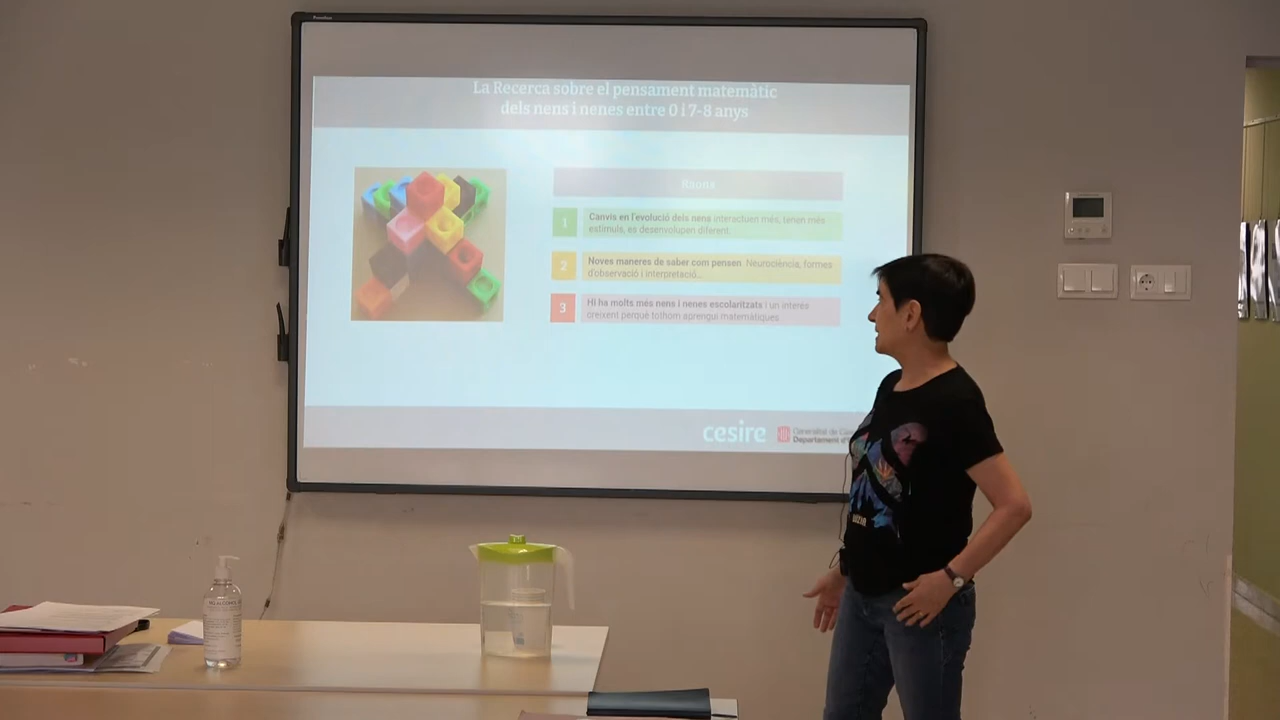 La Recerca sobre el pensament matemàtic
dels nens i nenes entre 0 i 7-8 anys
Raons
1
Canvis en l'evolució dels nens interactuen més, tenen més
estímuls, es desenvolupan diferent.
2
Noves maneres de saber com pensen. Neurociència, formes
d'observació i interpretació...
3
Hi ha molts més nens i nenes escolaritzats i un interès
creixent perquè tothom aprengui matemàtiques
cesire
Generalitat de
Departament